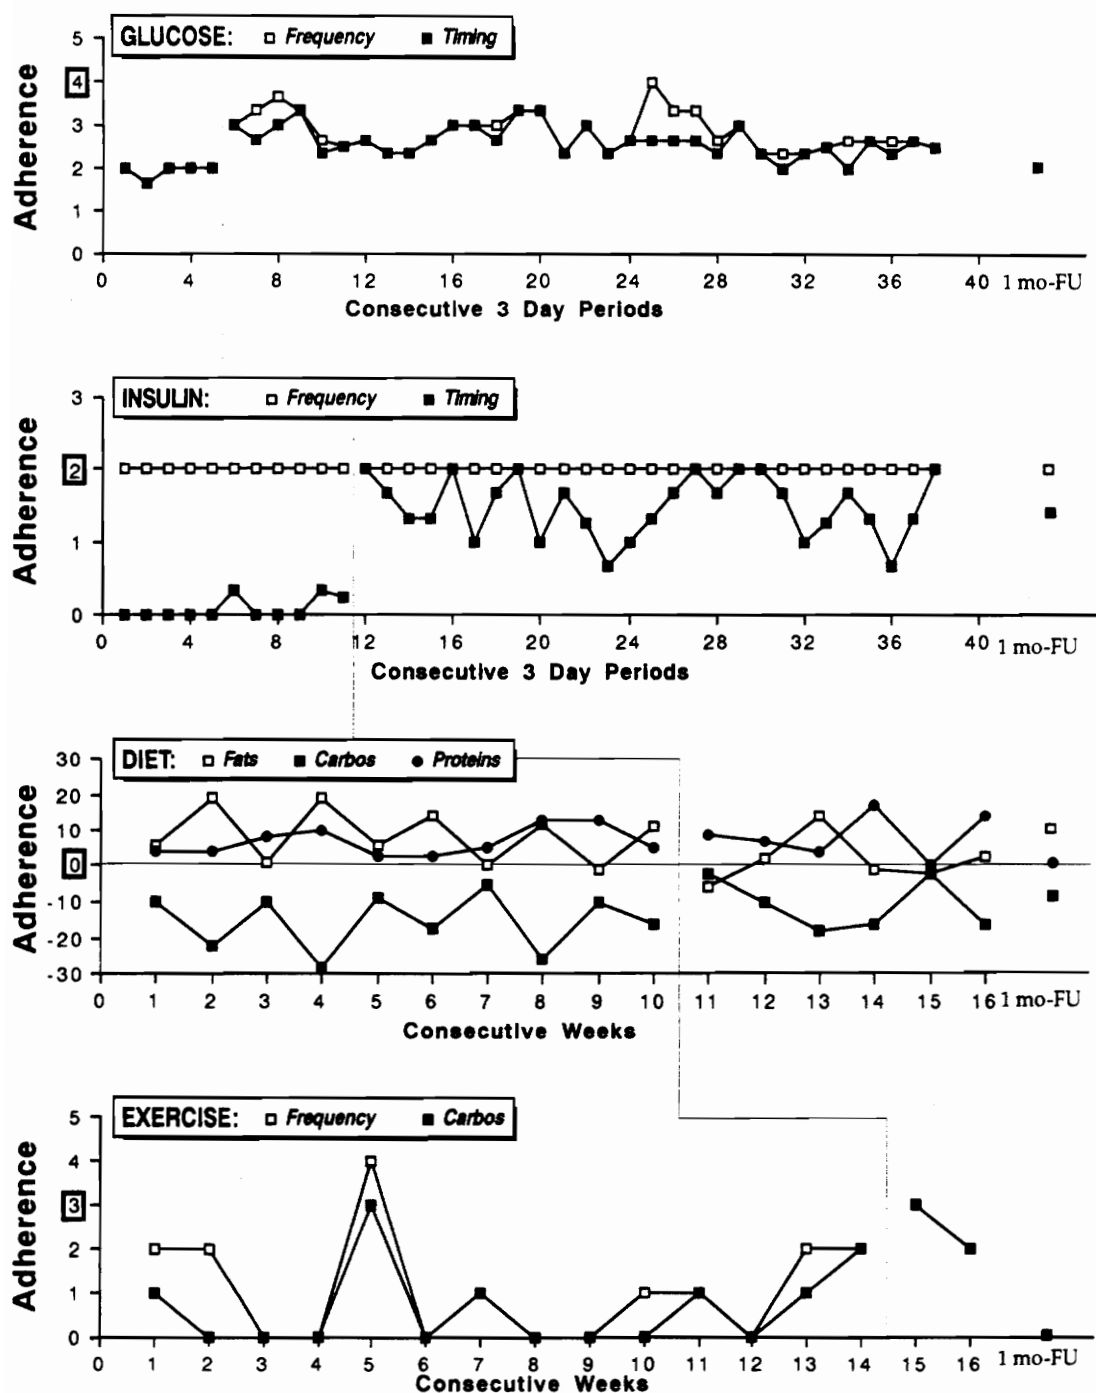 GLUCOSE: Frequency Timing
5
4
3
2
1
0
Adherence
0 4 8 12 16 20 24 28 32 36 40 1 mo-FU
Consecutive 3 Day Periods
INSULIN: Frequency Timing
3
2
1
0
Adherence
0 4 8 12 16 20 24 28 32 36 40 1 mo-FU
Consecutive 3 Day Periods
DIET: Fats Carbos Proteins
30
20
10
0
-10
-20
-30
Adherence
0 1 2 3 4 5 6 7 8 9 10 11 12 13 14 15 16 1 mo-FU
Consecutive Weeks
EXERCISE: Frequency Carbos
5
4
3
2
1
0
Adherence
0 1 2 3 4 5 6 7 8 9 10 11 12 13 14 15 16 1 mo-FU
Consecutive Weeks